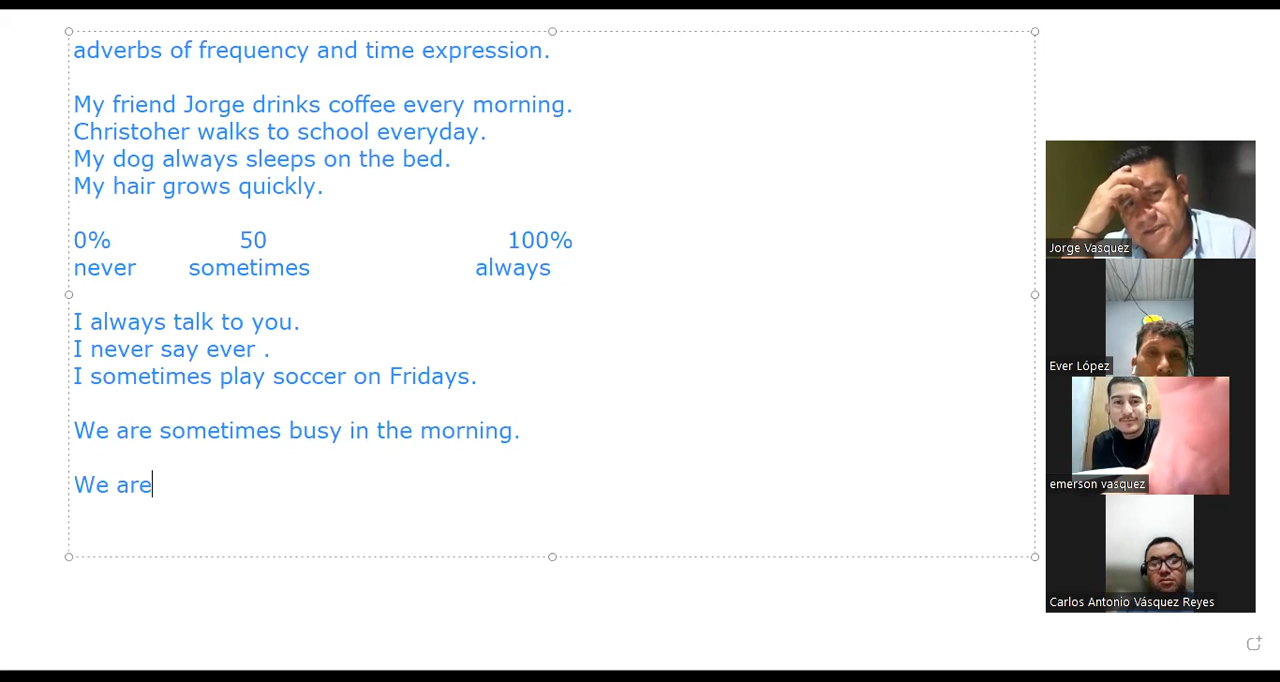 adverbs of frequency and time expression.
My friend Jorge drinks coffee every morning.
Christoher walks to school everyday.
My dog always sleeps on the bed.
My hair grows quickly.
0% 50 100%
never sometimes always
I always talk to you.
I never say ever .
I sometimes play soccer on Fridays.
We are sometimes busy in the morning.
We are
Jorge Vasquez
Ever López
emerson vasquez
Carlos Antonio Vásquez Reyes